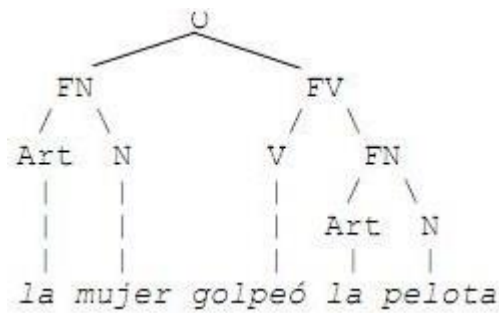 O
FN FV
Art N V FN
Art N
la mujer golpeó la pelota